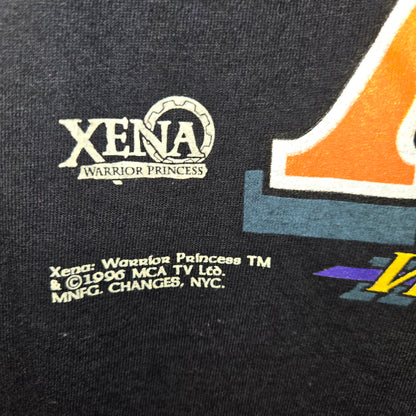 XENA
WARRIOR PRINCESS
Xena: Warrior Princess TM
& ©1996 MCA TV Ltd.
MNFG. CHANGES, NYC.